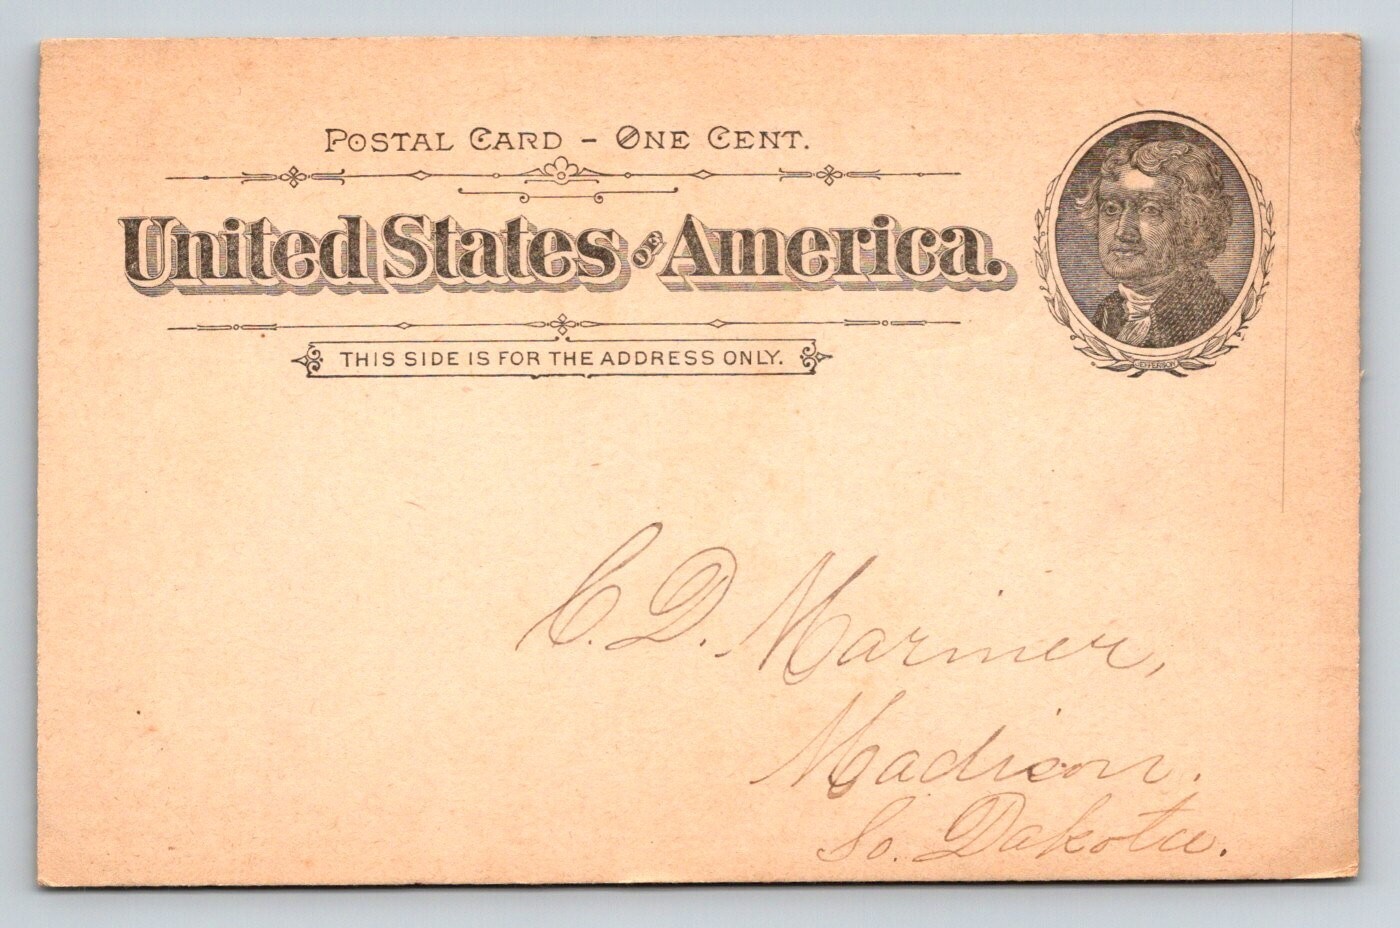 POSTAL CARD – ONE CENT.
United States OF America.
THIS SIDE IS FOR THE ADDRESS ONLY.
JEFFERSON
C. D. Mariner,
Madison.
So. Dakota.